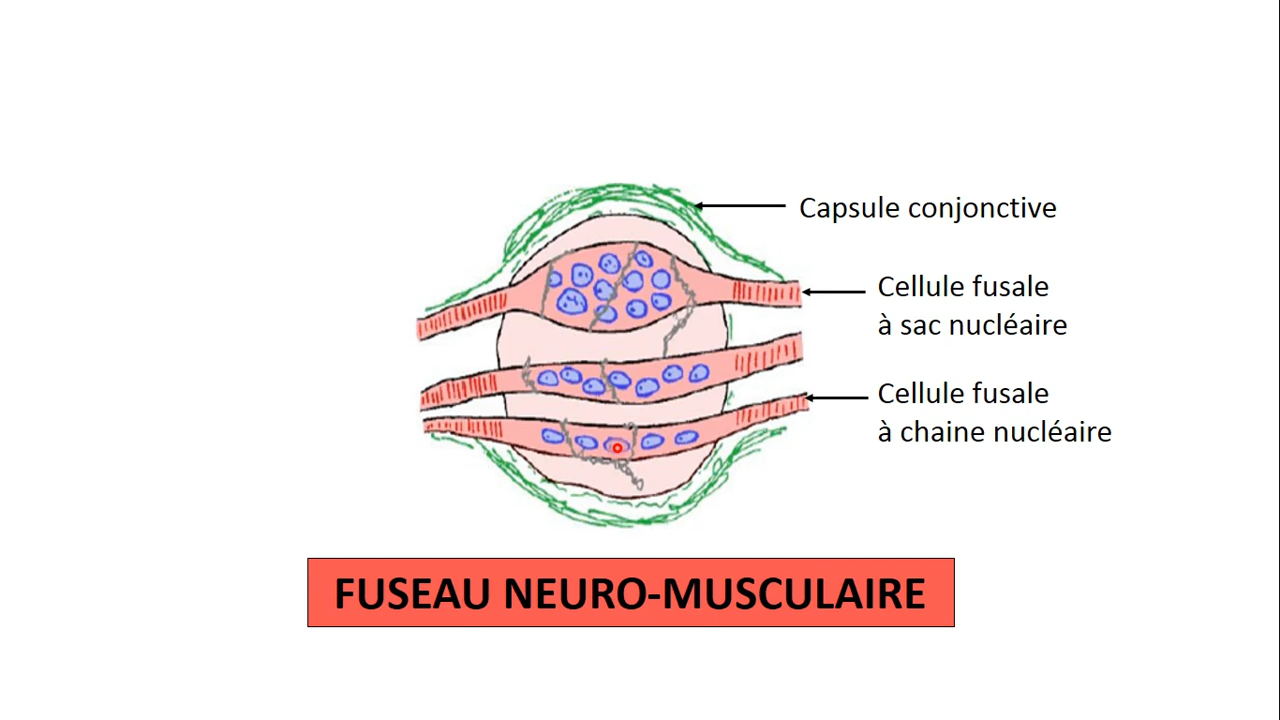 Capsule conjonctive
Cellule fusale
à sac nucléaire
Cellule fusale
à chaine nucléaire
FUSEAU NEURO-MUSCULAIRE